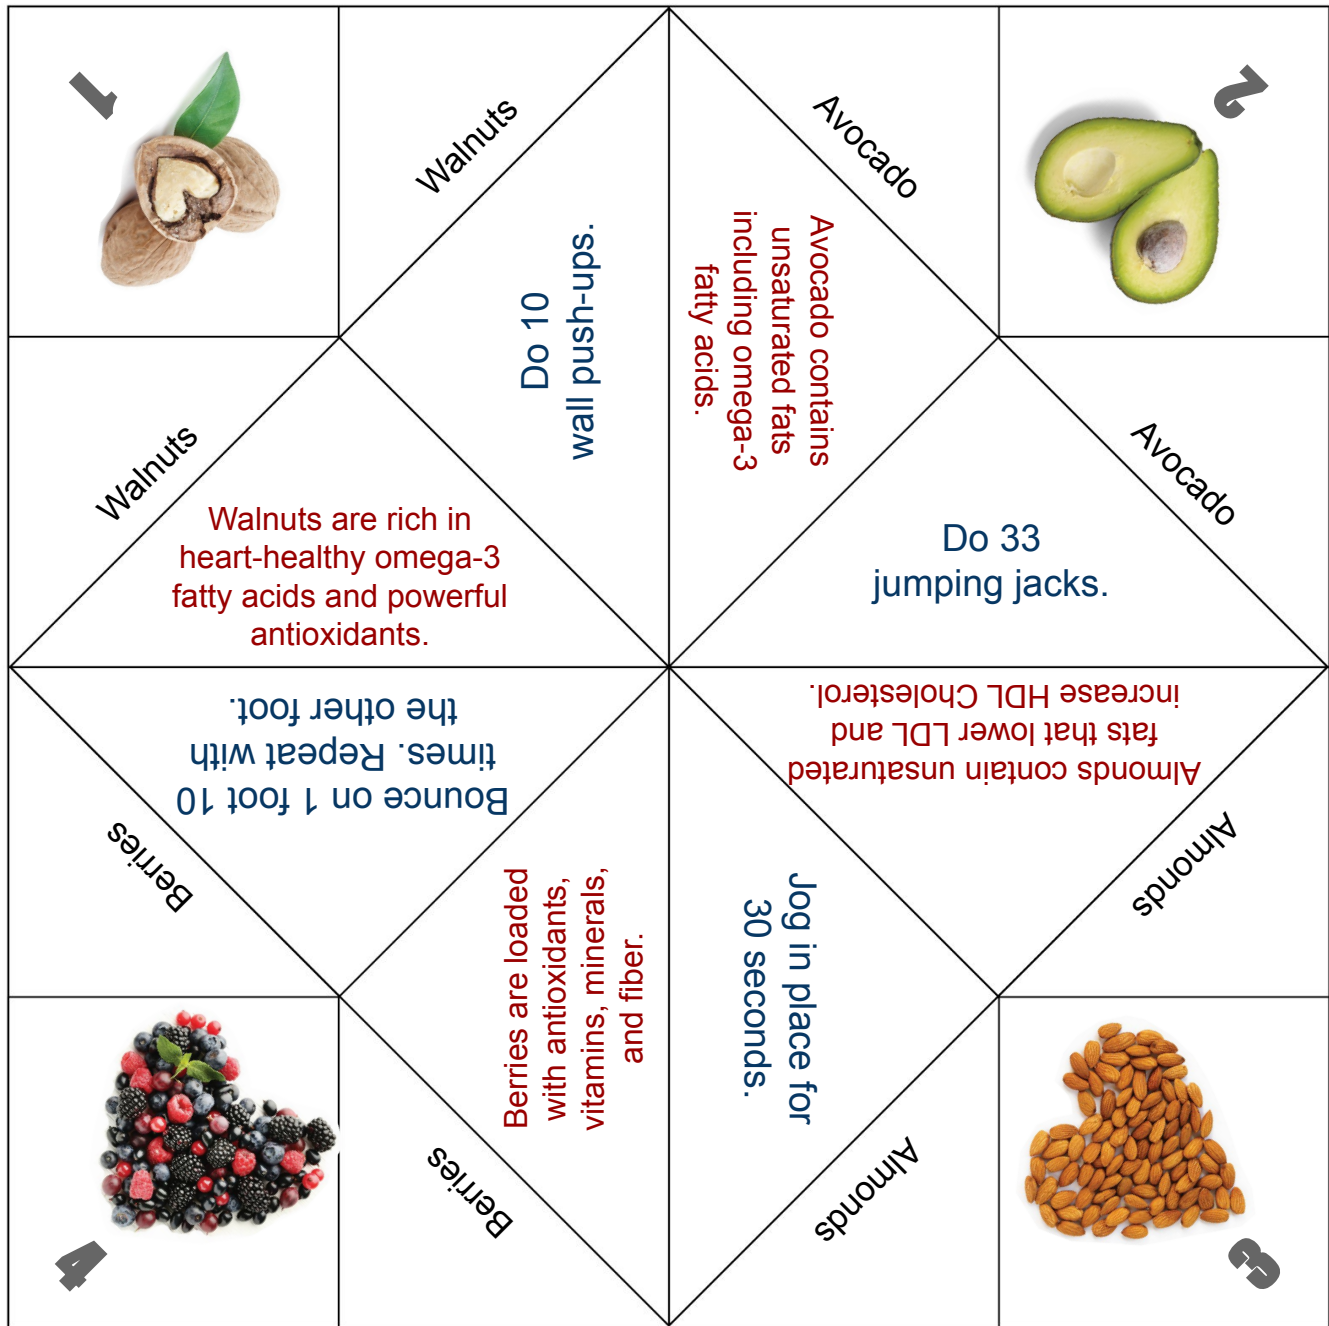 1
Walnuts
Walnuts
Do 10
wall push-ups.
Walnuts are rich in
heart-healthy omega-3
fatty acids and powerful
antioxidants.
2
Avocado
Avocado
Avocado contains
unsaturated fats
including omega-3
fatty acids.
Do 33
jumping jacks.
Almonds contain unsaturated
fats that lower LDL and
increase HDL Cholesterol.
Jog in place for
30 seconds.
Almonds
Almonds
3
Bounce on 1 foot 10
times. Repeat with
the other foot.
Berries are loaded
with antioxidants,
vitamins, minerals,
and fiber.
Berries
Berries
4